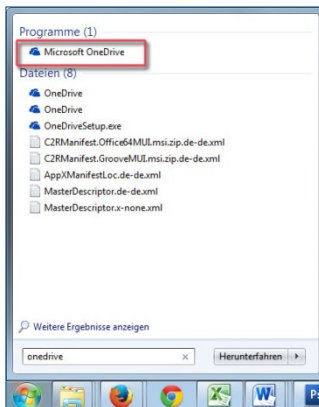 Programme (1)
Microsoft OneDrive
Dateien (8)
OneDrive
OneDrive
OneDriveSetup.exe
C2RManifest.Office64MUI.msi.zip.de-de.xml
C2RManifest.GrooveMUI.msi.zip.de-de.xml
AppXManifestLoc.de-de.xml
MasterDescriptor.de-de.xml
MasterDescriptor.x-none.xml
Weitere Ergebnisse anzeigen
onedrive
Herunterfahren
Ps